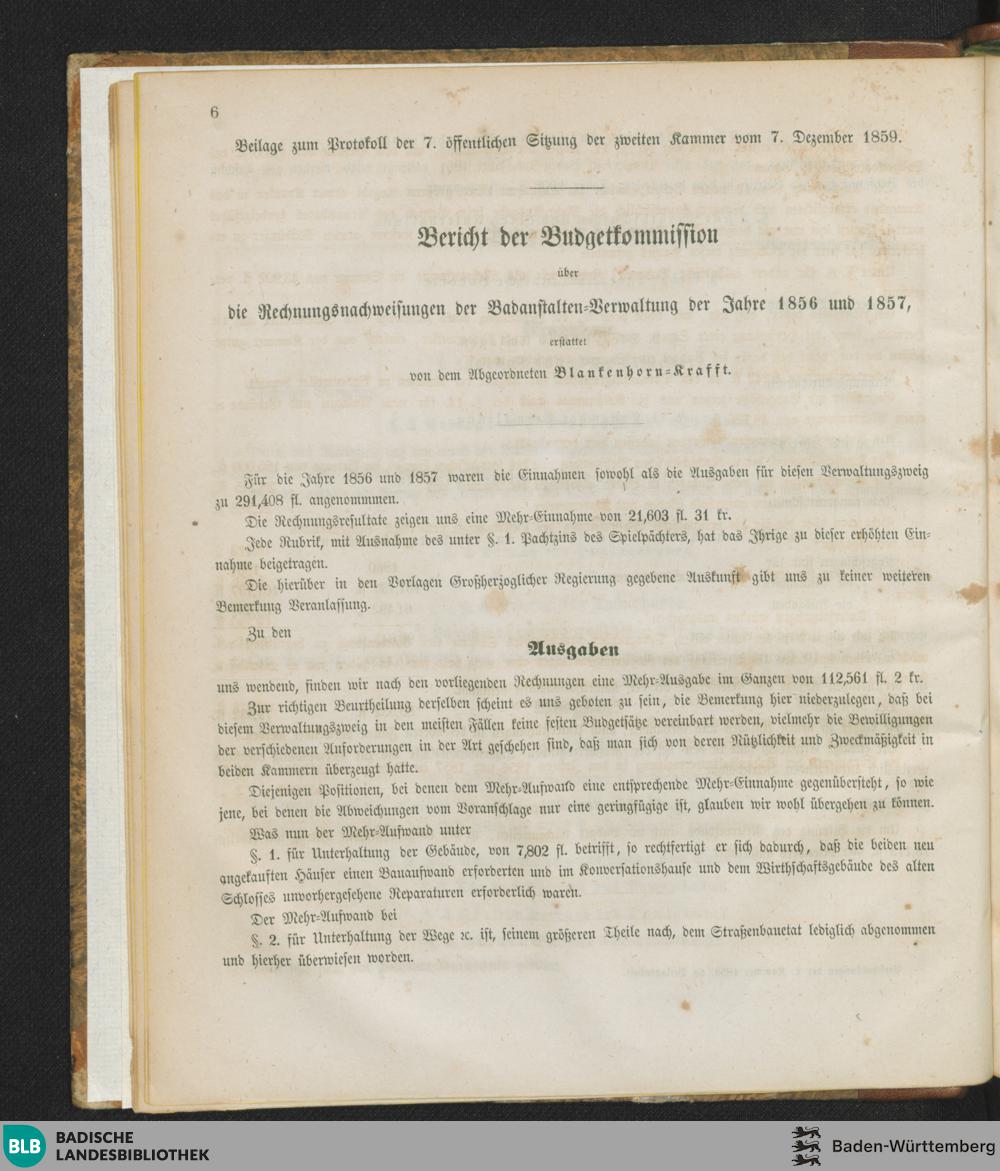 6
Beilage zum Protokoll der 7. öffentlichen Sitzung der zweiten Kammer vom 7. Dezember 1859.
Bericht der Budgetkommission
über
die Rechnungsnachweisungen der Badanstalten-Verwaltung der Jahre 1856 und 1857,
erstattet
von dem Abgeordneten Blankenhorn-Krafft.
Für die Jahre 1856 und 1857 waren die Einnahmen sowohl als die Ausgaben für diesen Verwaltungszweig
zu 291,408 fl. angenommmen.
Die Rechnungsresultate zeigen uns eine Mehr-Einnahme von 21,603 fl. 31 kr.
Jede Rubrik, mit Ausnahme des unter §. 1. Pachtzins des Spielpächters, hat das Ihrige zu dieser erhöhten Ein-
nahme beigetragen.
Die hierüber in den Vorlagen Großherzoglicher Regierung gegebene Auskunft gibt uns zu keiner weiteren
Bemerkung Veranlassung.
Zu den
Ausgaben
uns wendend, finden wir nach den vorliegenden Rechnungen eine Mehr-Ausgabe im Ganzen von 112,561 fl. 2 kr.
Zur richtigen Beurtheilung derselben scheint es uns geboten zu sein, die Bemerkung hier niederzulegen, daß bei
diesem Verwaltungszweig in den meisten Fällen keine festen Budgetsätze vereinbart werden, vielmehr die Bewilligungen
der verschiedenen Anforderungen in der Art geschehen sind, daß man sich von deren Nützlichkeit und Zweckmäßigkeit in
beiden Kammern überzeugt hatte.
Diejenigen Positionen, bei denen dem Mehr-Aufwand eine entsprechende Mehr-Einnahme gegenübersteht, so wie
jene, bei denen die Abweichungen vom Voranschlage nur eine geringfügige ist, glauben wir wohl übergehen zu können.
Was nun der Mehr-Aufwand unter
§. 1. für Unterhaltung der Gebäude, von 7,802 fl. betrifft, so rechtfertigt er sich dadurch, daß die beiden neu
angekauften Häuser einen Bauaufwand erforderten und im Konversationshause und dem Wirthschaftsgebäude des alten
Schlosses unvorhergesehene Reparaturen erforderlich waren.
Der Mehr-Aufwand bei
§. 2. für Unterhaltung der Wege ꝛc. ist, seinem größeren Theile nach, dem Straßenbauetat lediglich abgenommen
und hierher überwiesen worden.
BLB
BADISCHE
LANDESBIBLIOTHEK
Baden-Württemberg